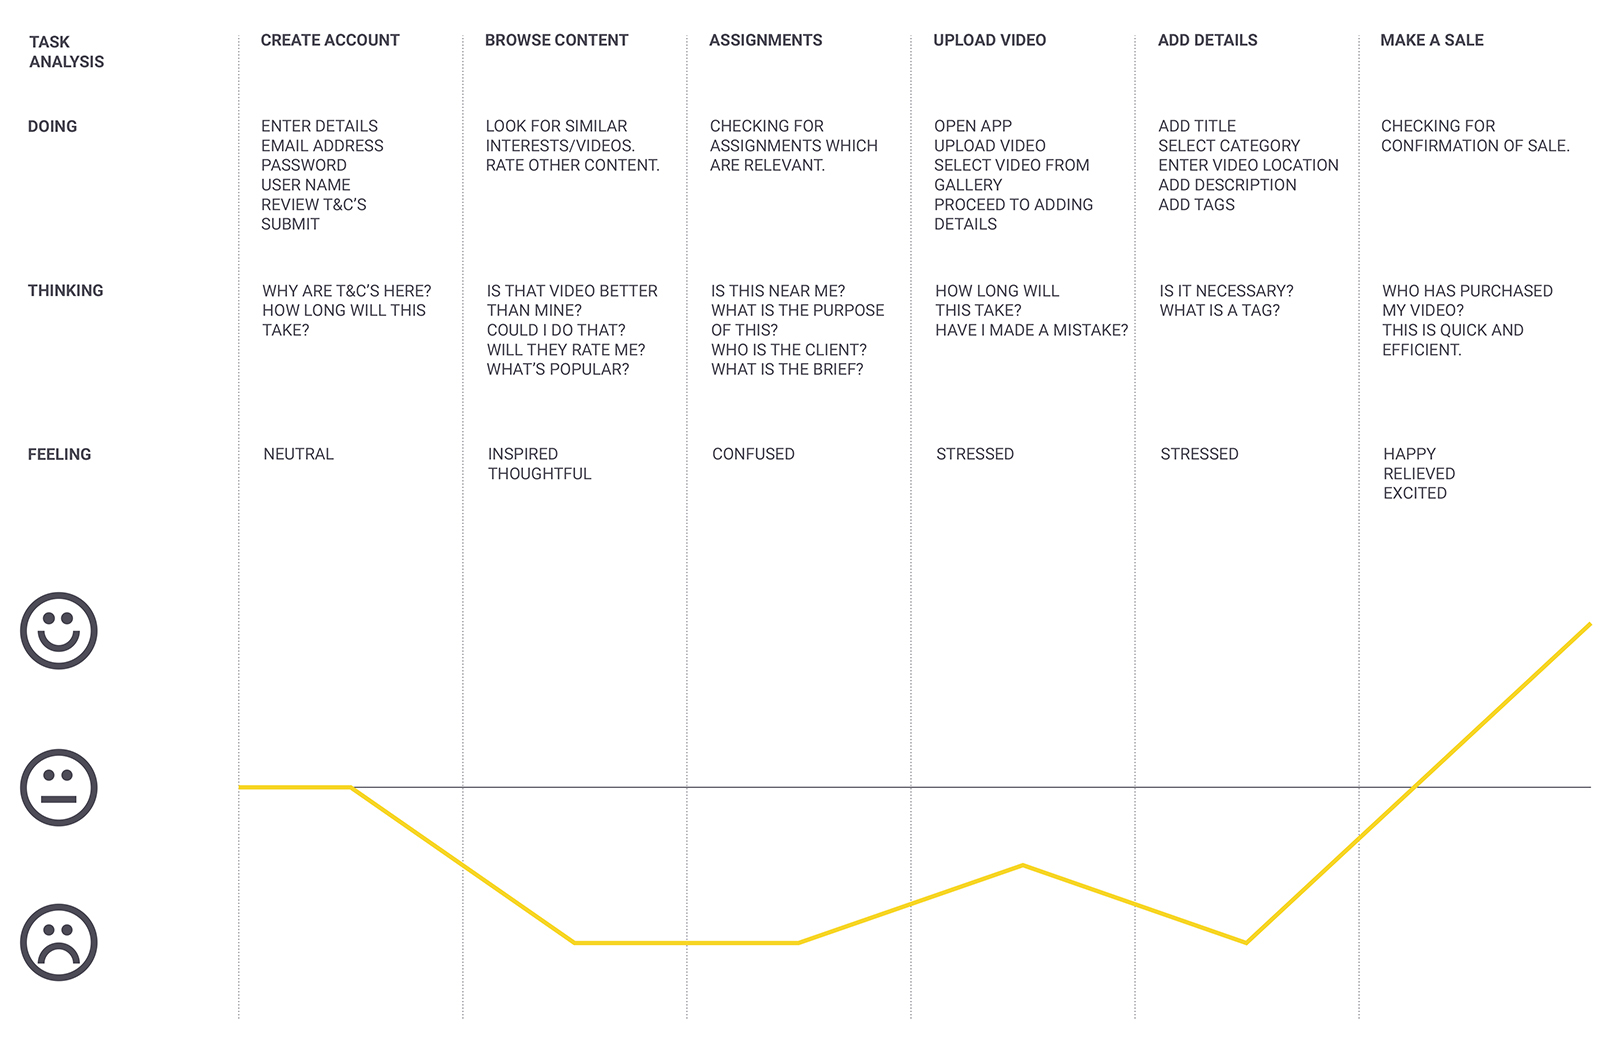 TASK
ANALYSIS
CREATE ACCOUNT
BROWSE CONTENT
ASSIGNMENTS
UPLOAD VIDEO
ADD DETAILS
MAKE A SALE
DOING
ENTER DETAILS
EMAIL ADDRESS
PASSWORD
USER NAME
REVIEW T&C’S
SUBMIT
LOOK FOR SIMILAR
INTERESTS/VIDEOS.
RATE OTHER CONTENT.
CHECKING FOR
ASSIGNMENTS WHICH
ARE RELEVANT.
OPEN APP
UPLOAD VIDEO
SELECT VIDEO FROM
GALLERY
PROCEED TO ADDING
DETAILS
ADD TITLE
SELECT CATEGORY
ENTER VIDEO LOCATION
ADD DESCRIPTION
ADD TAGS
CHECKING FOR
CONFIRMATION OF SALE.
THINKING
WHY ARE T&C’S HERE?
HOW LONG WILL THIS
TAKE?
IS THAT VIDEO BETTER
THAN MINE?
COULD I DO THAT?
WILL THEY RATE ME?
WHAT’S POPULAR?
IS THIS NEAR ME?
WHAT IS THE PURPOSE
OF THIS?
WHO IS THE CLIENT?
WHAT IS THE BRIEF?
HOW LONG WILL
THIS TAKE?
HAVE I MADE A MISTAKE?
IS IT NECESSARY?
WHAT IS A TAG?
WHO HAS PURCHASED
MY VIDEO?
THIS IS QUICK AND
EFFICIENT.
FEELING
NEUTRAL
INSPIRED
THOUGHTFUL
CONFUSED
STRESSED
STRESSED
HAPPY
RELIEVED
EXCITED